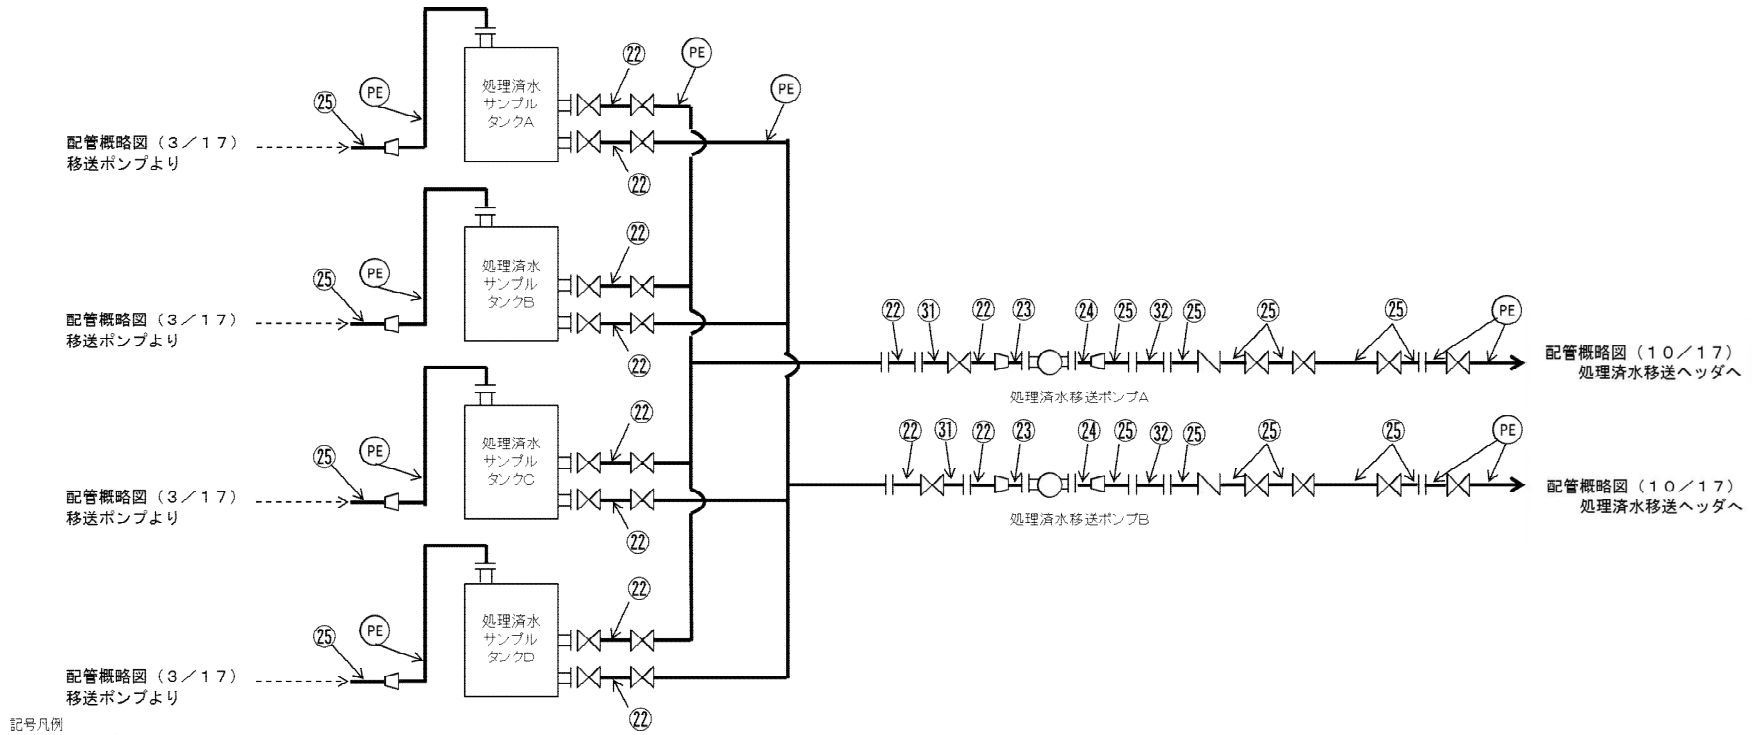 ㉒
PE
PE
PE
㉕
処理済水
サンプル
タンクA
配管概略図(3/17)
移送ポンプより
㉒
㉒
PE
㉕
処理済水
サンプル
タンクB
配管概略図(3/17)
移送ポンプより
㉒
㉒ ㉛ ㉒ ㉓ ㉔ ㉕ ㉜ ㉕ ㉕ ㉕ PE
配管概略図(10/17)
処理済水移送ヘッダへ
処理済水移送ポンプA
㉒
PE
㉕
処理済水
サンプル
タンクC
配管概略図(3/17)
移送ポンプより
㉒
㉒ ㉛ ㉒ ㉓ ㉔ ㉕ ㉜ ㉕ ㉕ ㉕ PE
配管概略図(10/17)
処理済水移送ヘッダへ
処理済水移送ポンプB
㉒
PE
㉕
処理済水
サンプル
タンクD
配管概略図(3/17)
移送ポンプより
㉒
記号凡例